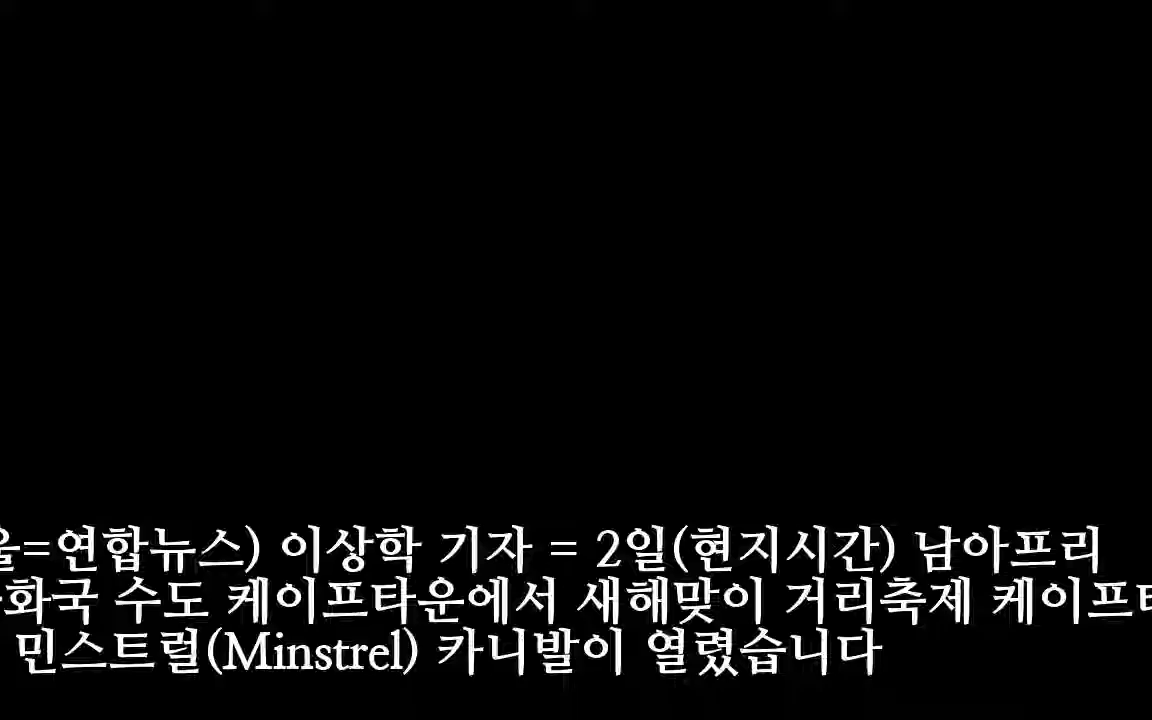 울=연합뉴스) 이상학 기자 = 2일(현지시간) 남아프리
화국 수도 케이프타운에서 새해맞이 거리축제 케이프
민스트럴(Minstrel) 카니발이 열렸습니다